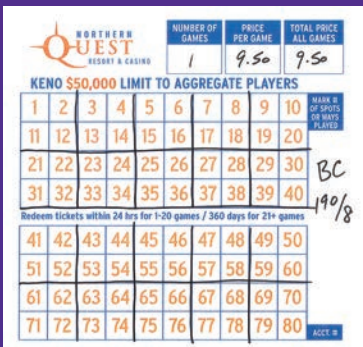 NORTHERN
QUEST
RESORT & CASINO
NUMBER OF GAMES
PRICE PER GAME
TOTAL PRICE ALL GAMES
1 9.50 9.50
KENO $50,000 LIMIT TO AGGREGATE PLAYERS
MARK # OF SPOTS OR WAYS PLAYED
1 2 3 4 5 6 7 8 9 10
11 12 13 14 15 16 17 18 19 20
21 22 23 24 25 26 27 28 29 30
31 32 33 34 35 36 37 38 39 40
BC
190/8
Redeem tickets within 24 hrs for 1-20 games / 360 days for 21+ games
41 42 43 44 45 46 47 48 49 50
51 52 53 54 55 56 57 58 59 60
61 62 63 64 65 66 67 68 69 70
71 72 73 74 75 76 77 78 79 80
ACCT. #